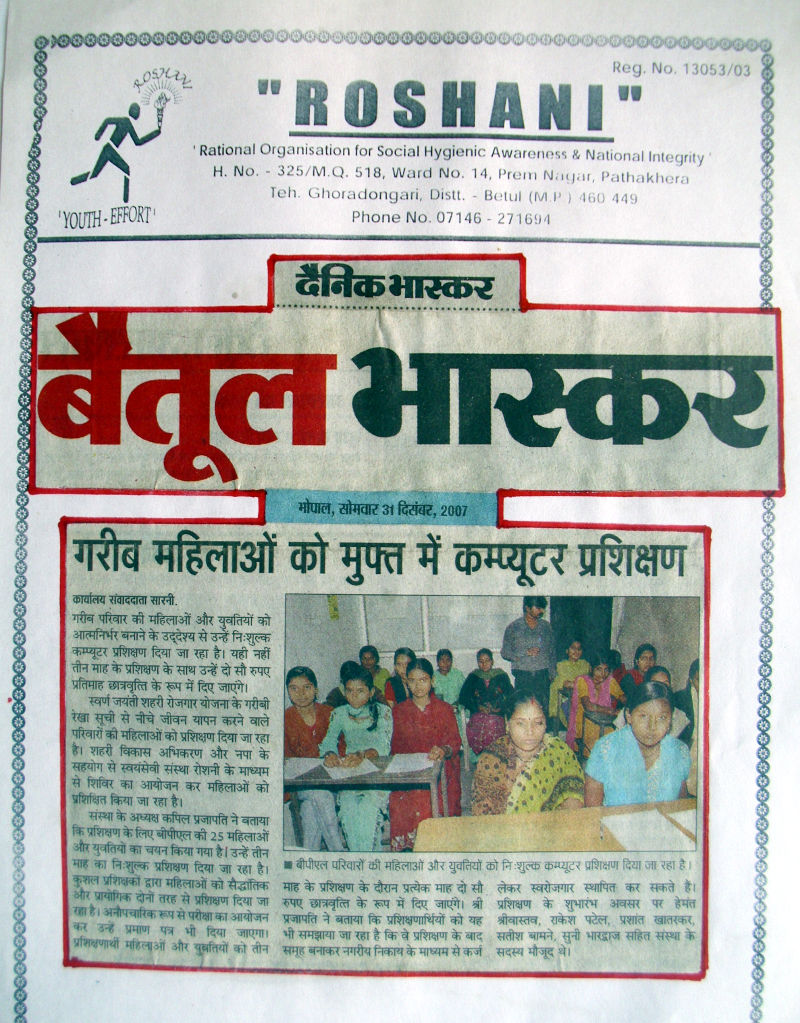 Reg. No. 13053/03
ROSHANI
"ROSHANI"
'Rational Organisation for Social Hygienic Awareness & National Integrity'
H. No. - 325/M.Q. 518, Ward No. 14, Prem Nagar, Pathakhera
Teh. Ghoradongari, Distt. - Betul (M.P.) 460 449
Phone No. 07146 - 271694
'YOUTH - EFFORT'
दैनिक भास्कर
बैतूल भास्कर
भोपाल, सोमवार 31 दिसंबर, 2007
गरीब महिलाओं को मुफ्त में कम्प्यूटर प्रशिक्षण
कार्यालय संवाददाता सारनी.
गरीब परिवार की महिलाओं और युवतियों को
आत्मनिर्भर बनाने के उद्देश्य से उन्हें निःशुल्क
कम्प्यूटर प्रशिक्षण दिया जा रहा है। यही नहीं
तीन माह के प्रशिक्षण के साथ उन्हें दो सौ रुपए
प्रतिमाह छात्रवृत्ति के रूप में दिए जाएंगे।
स्वर्ण जयंती शहरी रोजगार योजना के गरीबी
रेखा सूची से नीचे जीवन यापन करने वाले
परिवारों की महिलाओं को प्रशिक्षण दिया जा रहा
है। शहरी विकास अभिकरण और नपा के
सहयोग से स्वयंसेवी संस्था रोशनी के माध्यम
से शिविर का आयोजन कर महिलाओं को
प्रशिक्षित किया जा रहा है।
संस्था के अध्यक्ष कपिल प्रजापति ने बताया
कि प्रशिक्षण के लिए बीपीएल की 25 महिलाओं
और युवतियों का चयन किया गया है। उन्हें तीन
माह का निःशुल्क प्रशिक्षण दिया जा रहा है।
कुशल प्रशिक्षकों द्वारा महिलाओं को सैद्धांतिक
और प्रायोगिक दोनों तरह से प्रशिक्षण दिया जा
रहा है। अनौपचारिक रूप से परीक्षा का आयोजन
कर उन्हें प्रमाण पत्र भी दिया जाएगा।
प्रशिक्षणार्थी महिलाओं और युवतियों को तीन
■ बीपीएल परिवारों की महिलाओं और युवतियों को निःशुल्क कम्प्यूटर प्रशिक्षण दिया जा रहा है।
माह के प्रशिक्षण के दौरान प्रत्येक माह दो सौ
रुपए छात्रवृत्ति के रूप में दिए जाएंगे। श्री
प्रजापति ने बताया कि प्रशिक्षणार्थियों को यह
भी समझाया जा रहा है कि वे प्रशिक्षण के बाद
समूह बनाकर नगरीय निकाय के माध्यम से कर्ज
लेकर स्वरोजगार स्थापित कर सकते है।
प्रशिक्षण के शुभारंभ अवसर पर हेमंत
श्रीवास्तव, राकेश पटेल, प्रशांत खातरकर,
सतीश बामने, सुनी भारद्वाज सहित संस्था के
सदस्य मौजूद थे।